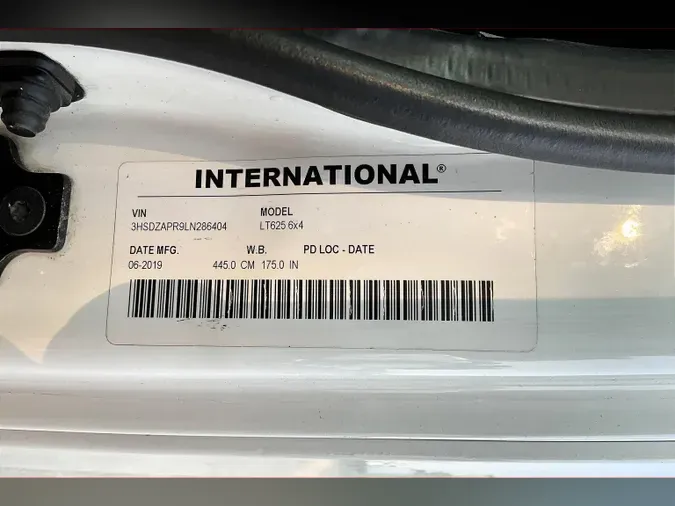 INTERNATIONAL®
VIN MODEL
3HSDZAPR9LN286404 LT625 6x4
DATE MFG. W.B. PD LOC - DATE
06-2019 445.0 CM 175.0 IN